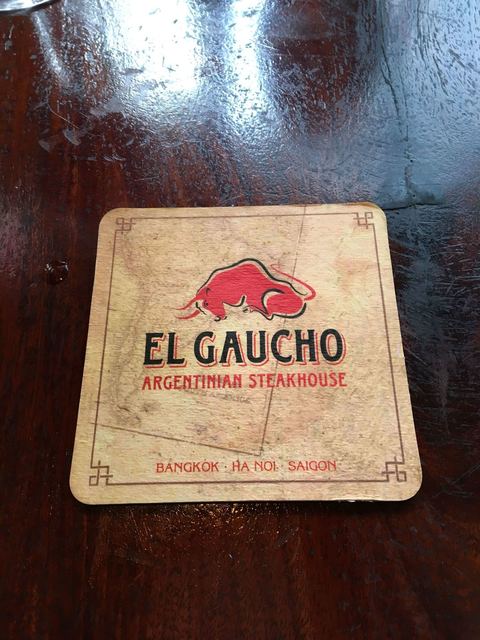 EL GAUCHO
ARGENTINIAN STEAKHOUSE
BANGKOK · HA NOI · SAIGON